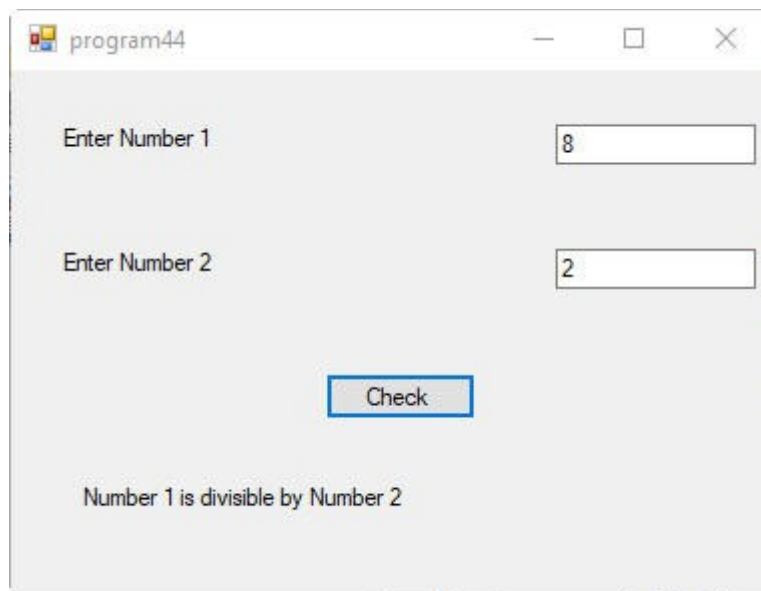 program44
Enter Number 1
8
Enter Number 2
2
Check
Number 1 is divisible by Number 2